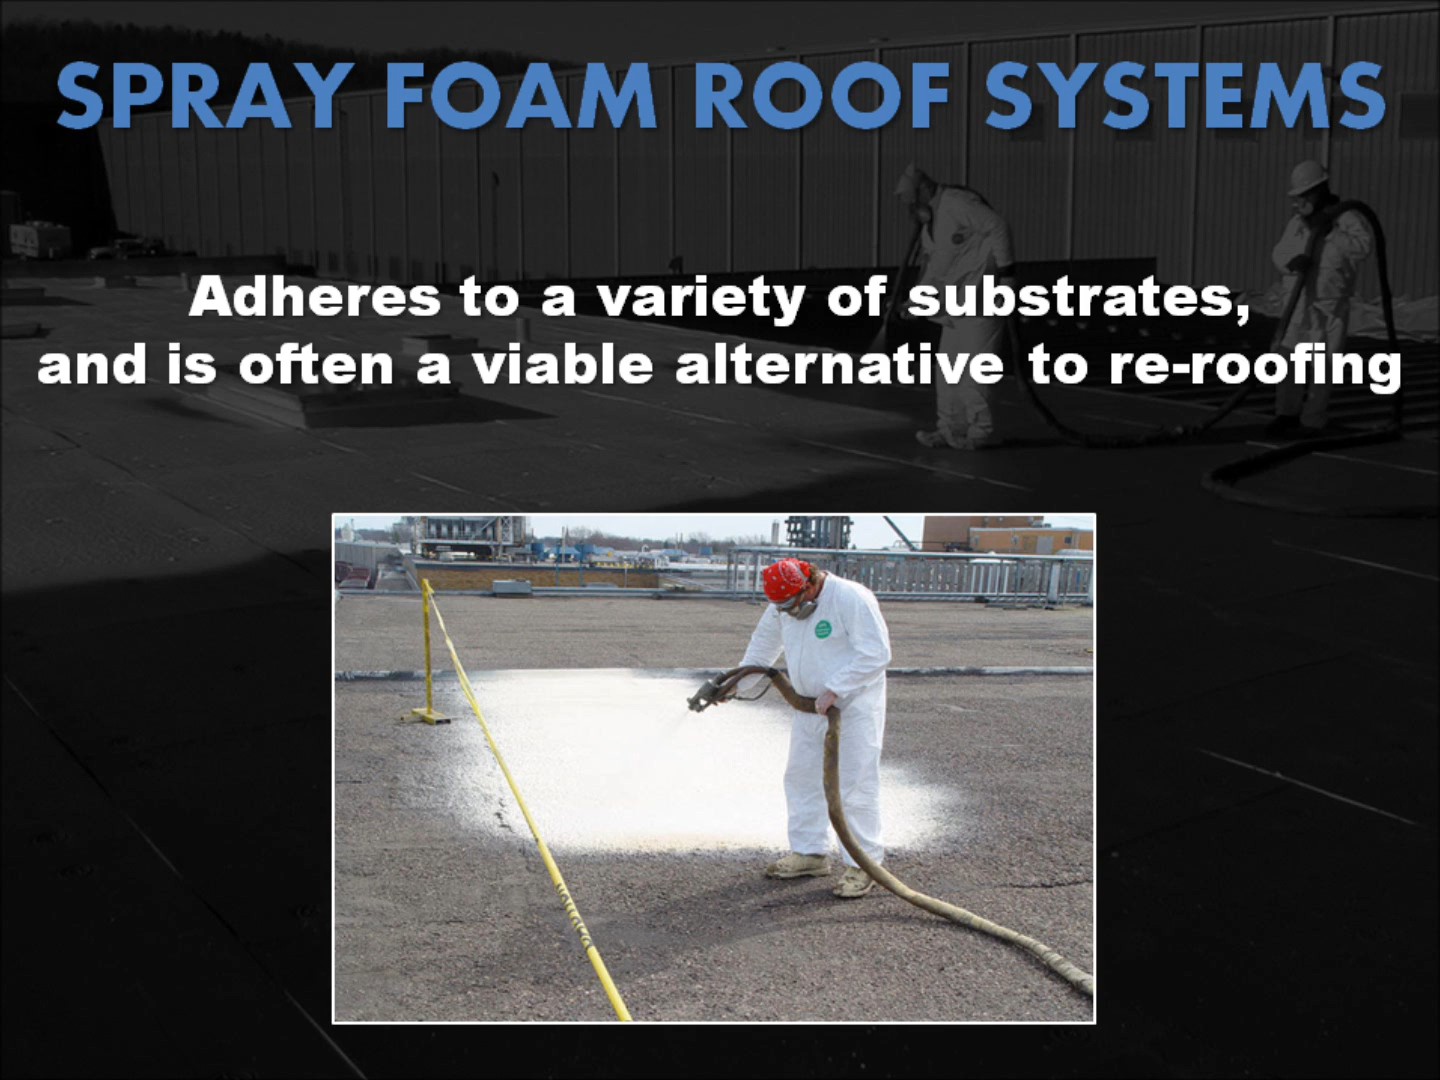 SPRAY FOAM ROOF SYSTEMS
Adheres to a variety of substrates,
and is often a viable alternative to re-roofing